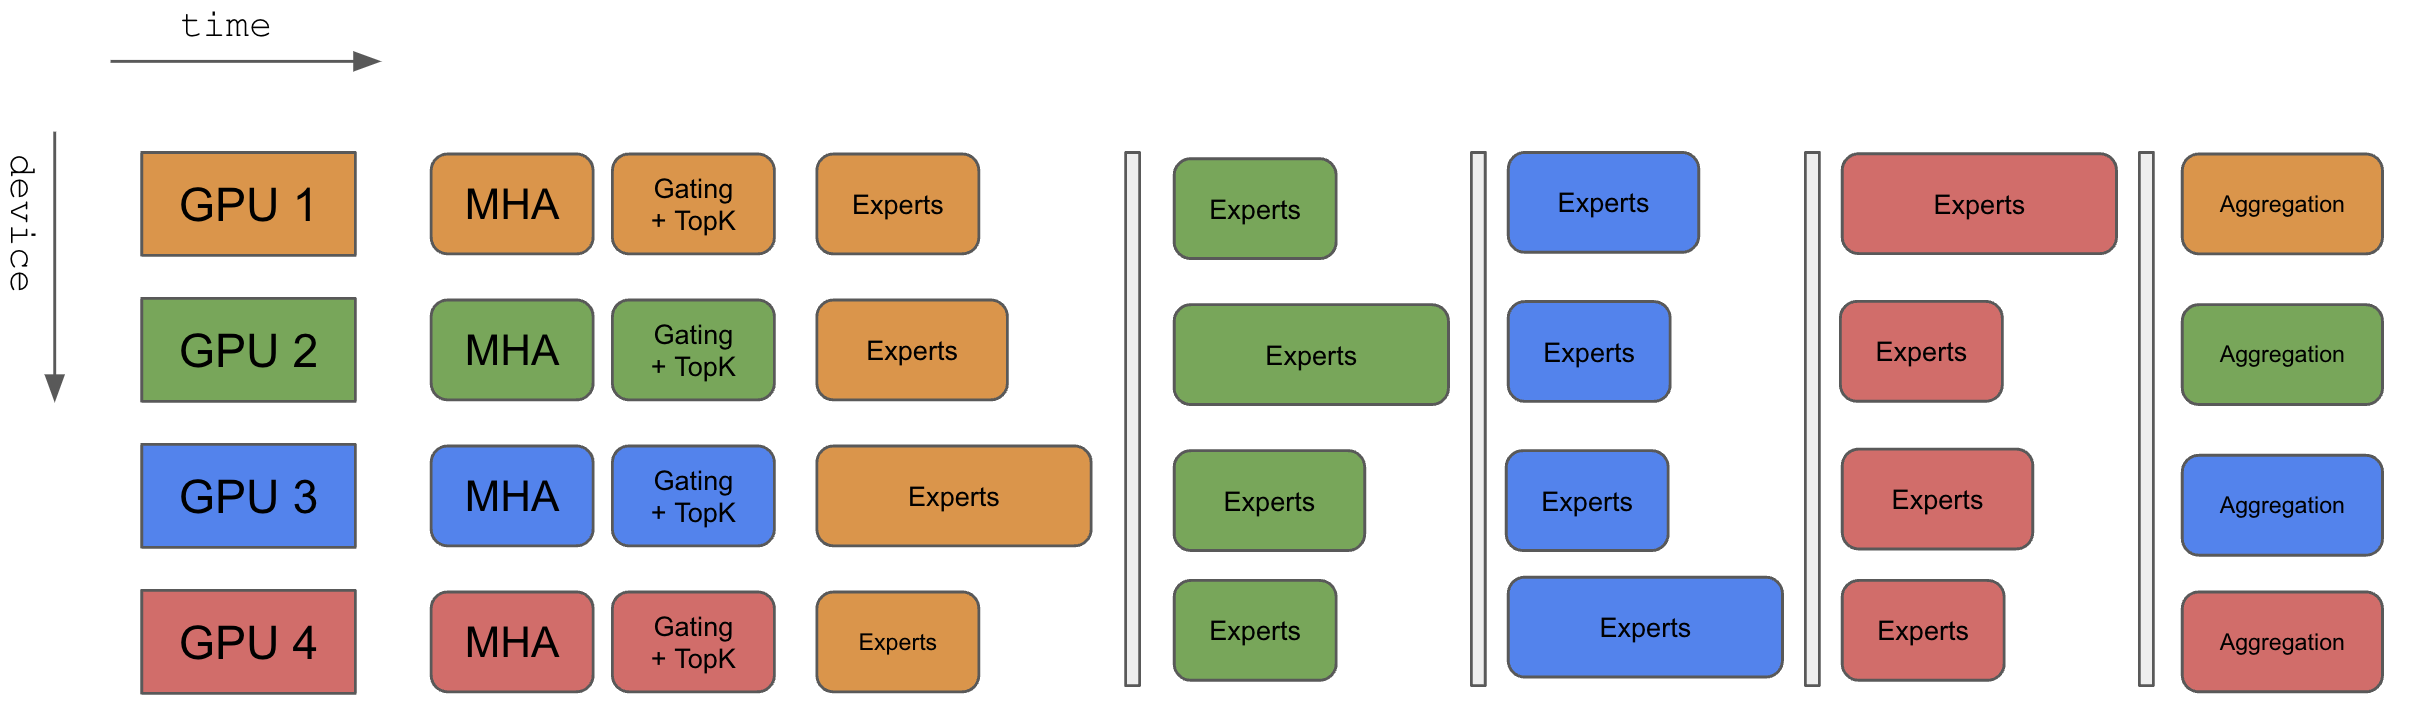 time
device
GPU 1
MHA
Gating
+ TopK
Experts
Experts
Experts
Experts
Aggregation
GPU 2
MHA
Gating
+ TopK
Experts
Experts
Experts
Experts
Aggregation
GPU 3
MHA
Gating
+ TopK
Experts
Experts
Experts
Experts
Aggregation
GPU 4
MHA
Gating
+ TopK
Experts
Experts
Experts
Experts
Aggregation